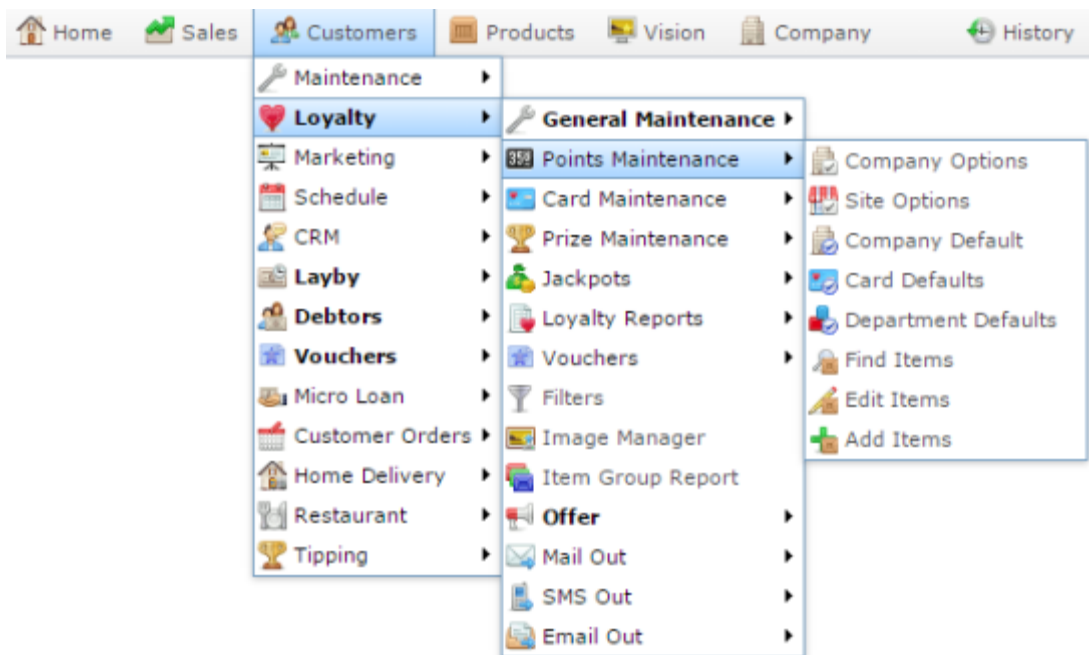 Home Sales Customers Products Vision Company History
Maintenance
Loyalty
Marketing
Schedule
CRM
Layby
Debtors
Vouchers
Micro Loan
Customer Orders
Home Delivery
Restaurant
Tipping
General Maintenance
359 Points Maintenance
Card Maintenance
Prize Maintenance
Jackpots
Loyalty Reports
Vouchers
Filters
Image Manager
Item Group Report
Offer
Mail Out
SMS Out
Email Out
Company Options
Site Options
Company Default
Card Defaults
Department Defaults
Find Items
Edit Items
Add Items